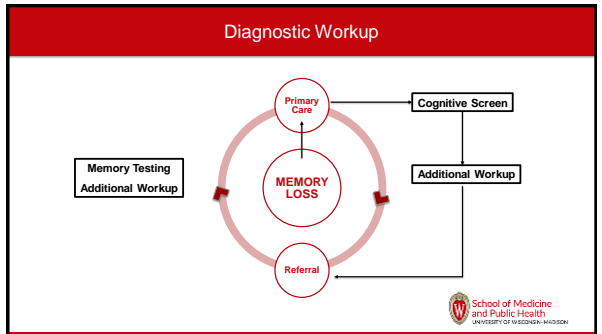 Diagnostic Workup
Primary
Care
Cognitive Screen
Memory Testing
Additional Workup
MEMORY
LOSS
Additional Workup
Referral
School of Medicine
and Public Health
UNIVERSITY OF WISCONSIN–MADISON